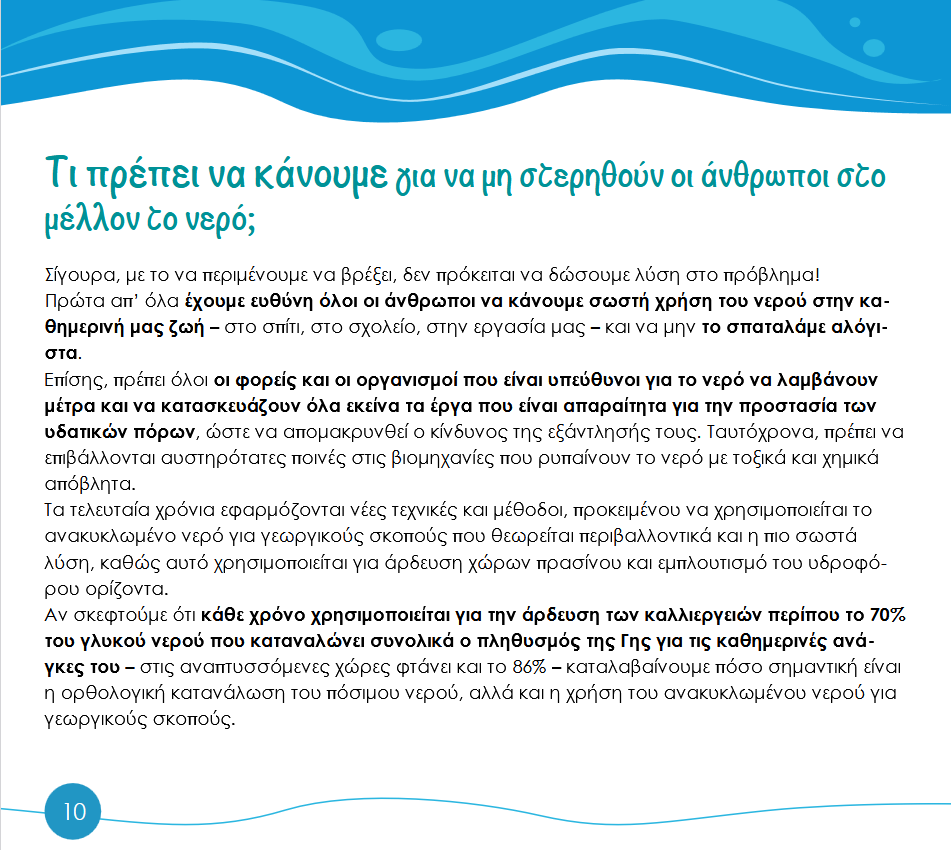 Τι πρέπει να κάνουμε για να μη στερηθούν οι άνθρωποι στο
μέλλον το νερό;
Σίγουρα, με το να περιμένουμε να βρέξει, δεν πρόκειται να δώσουμε λύση στο πρόβλημα!
Πρώτα απ' όλα έχουμε ευθύνη όλοι οι άνθρωποι να κάνουμε σωστή χρήση του νερού στην κα-
θημερινή μας ζωή – στο σπίτι, στο σχολείο, στην εργασία μας – και να μην το σπαταλάμε αλόγι-
στα.
Επίσης, πρέπει όλοι οι φορείς και οι οργανισμοί που είναι υπεύθυνοι για το νερό να λαμβάνουν
μέτρα και να κατασκευάζουν όλα εκείνα τα έργα που είναι απαραίτητα για την προστασία των
υδατικών πόρων, ώστε να απομακρυνθεί ο κίνδυνος της εξάντλησής τους. Ταυτόχρονα, πρέπει να
επιβάλλονται αυστηρότατες ποινές στις βιομηχανίες που ρυπαίνουν το νερό με τοξικά και χημικά
απόβλητα.
Τα τελευταία χρόνια εφαρμόζονται νέες τεχνικές και μέθοδοι, προκειμένου να χρησιμοποιείται το
ανακυκλωμένο νερό για γεωργικούς σκοπούς που θεωρείται περιβαλλοντικά και η πιο σωστά
λύση, καθώς αυτό χρησιμοποιείται για άρδευση χώρων πρασίνου και εμπλουτισμό του υδροφό-
ρου ορίζοντα.
Αν σκεφτούμε ότι κάθε χρόνο χρησιμοποιείται για την άρδευση των καλλιεργειών περίπου το 70%
του γλυκού νερού που καταναλώνει συνολικά ο πληθυσμός της Γης για τις καθημερινές ανά-
γκες του – στις αναπτυσσόμενες χώρες φτάνει και το 86% – καταλαβαίνουμε πόσο σημαντική είναι
η ορθολογική κατανάλωση του πόσιμου νερού, αλλά και η χρήση του ανακυκλωμένου νερού για
γεωργικούς σκοπούς.
10